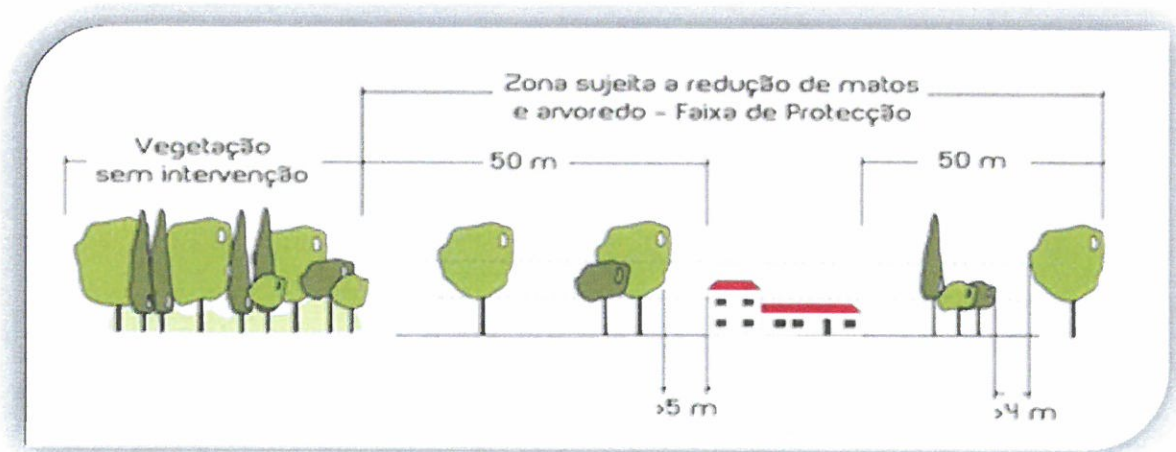 Zona sujeita a redução de matos
e arvoredo - Faixa de Protecção
Vegetação
sem intervenção
50 m
50 m
>5 m
>4 m